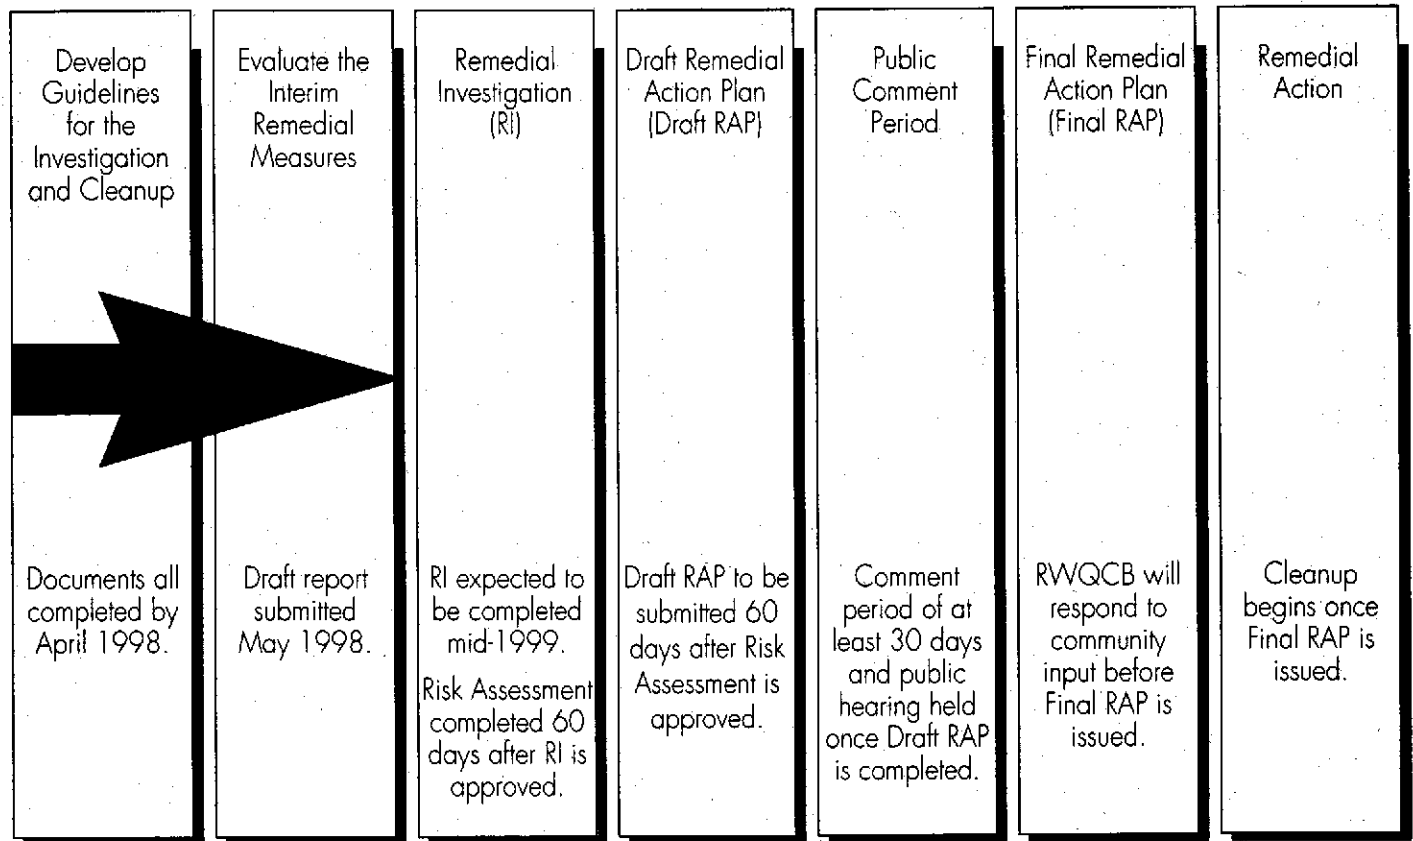 Develop
Guidelines
for the
Investigation
and Cleanup
Documents all
completed by
April 1998.
Evaluate the
Interim
Remedial
Measures
Draft report
submitted
May 1998.
Remedial
Investigation
(RI)
RI expected to
be completed
mid-1999.
Risk Assessment
completed 60
days after RI is
approved.
Draft Remedial
Action Plan
(Draft RAP)
Draft RAP to be
submitted 60
days after Risk
Assessment is
approved.
Public
Comment
Period
Comment
period of at
least 30 days
and public
hearing held
once Draft RAP
is completed.
Final Remedial
Action Plan
(Final RAP)
RWQCB will
respond to
community
input before
Final RAP is
issued.
Remedial
Action
Cleanup
begins once
Final RAP is
issued.